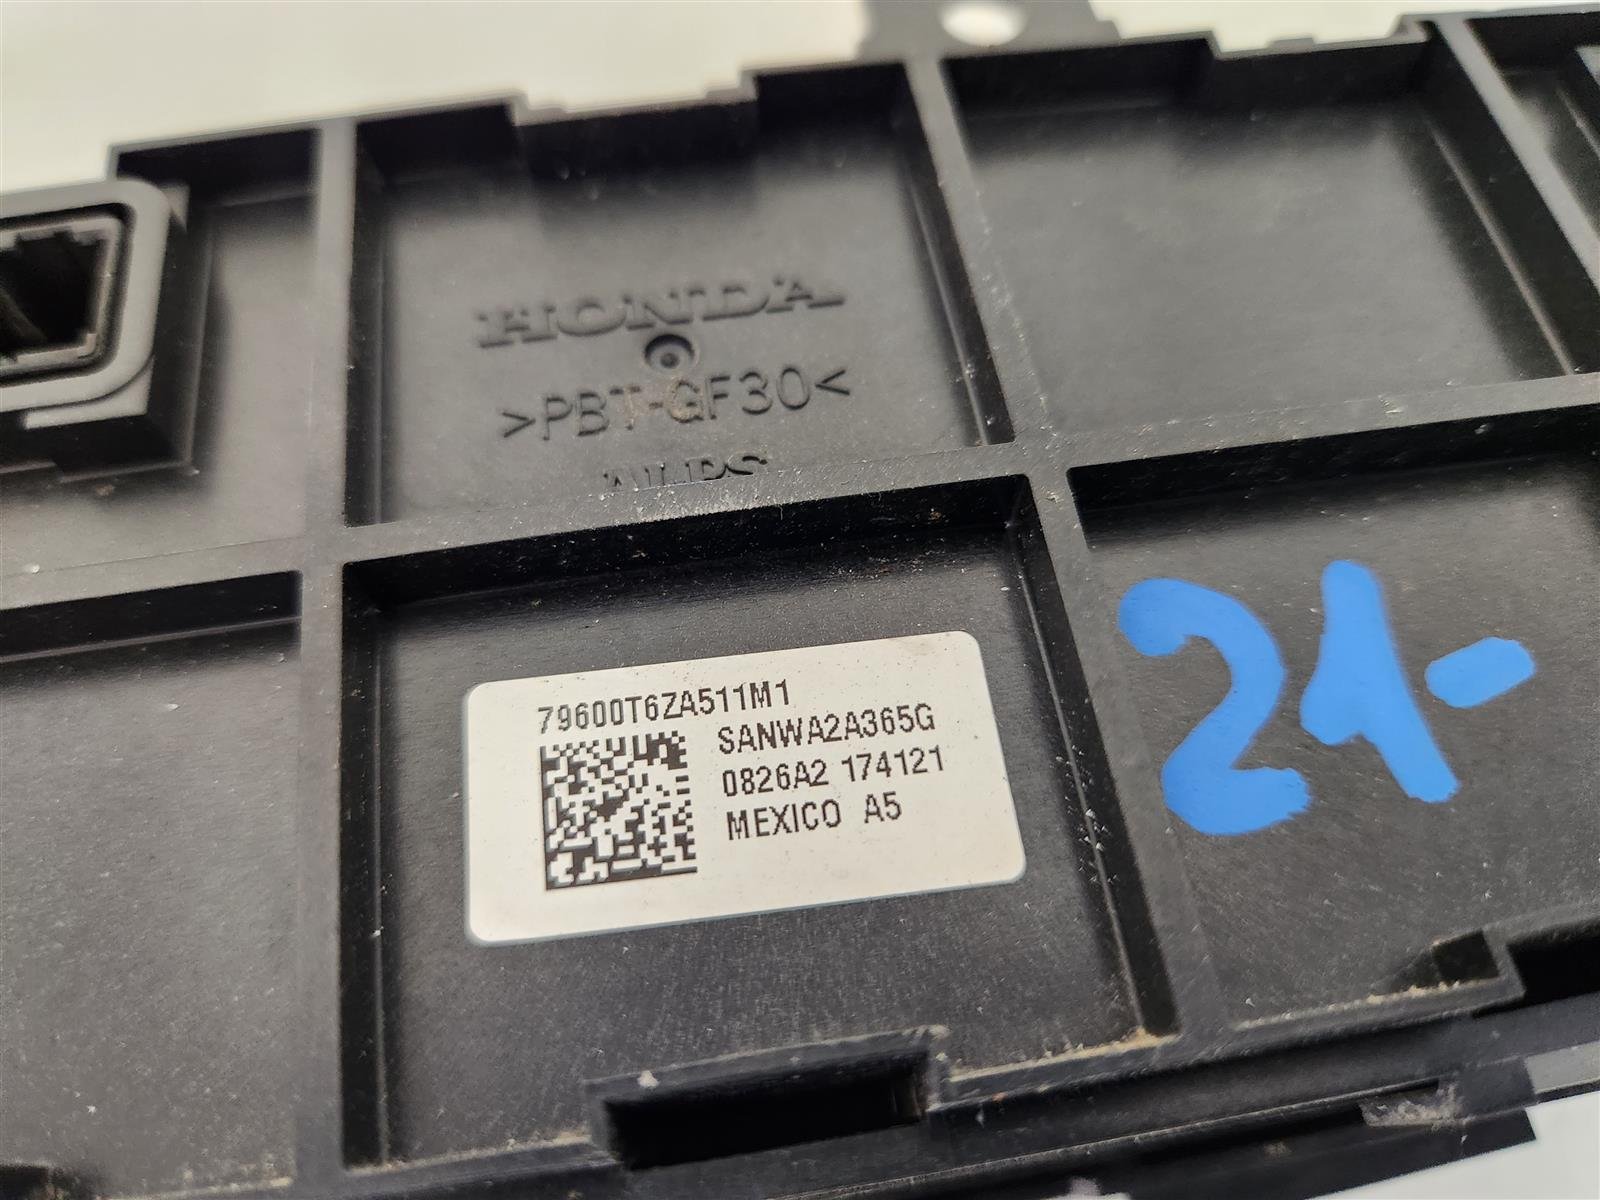 HONDA
>PBT-GF30<
79600T6ZA511M1
SANWA2A365G
0826A2 174121
MEXICO A5
21-